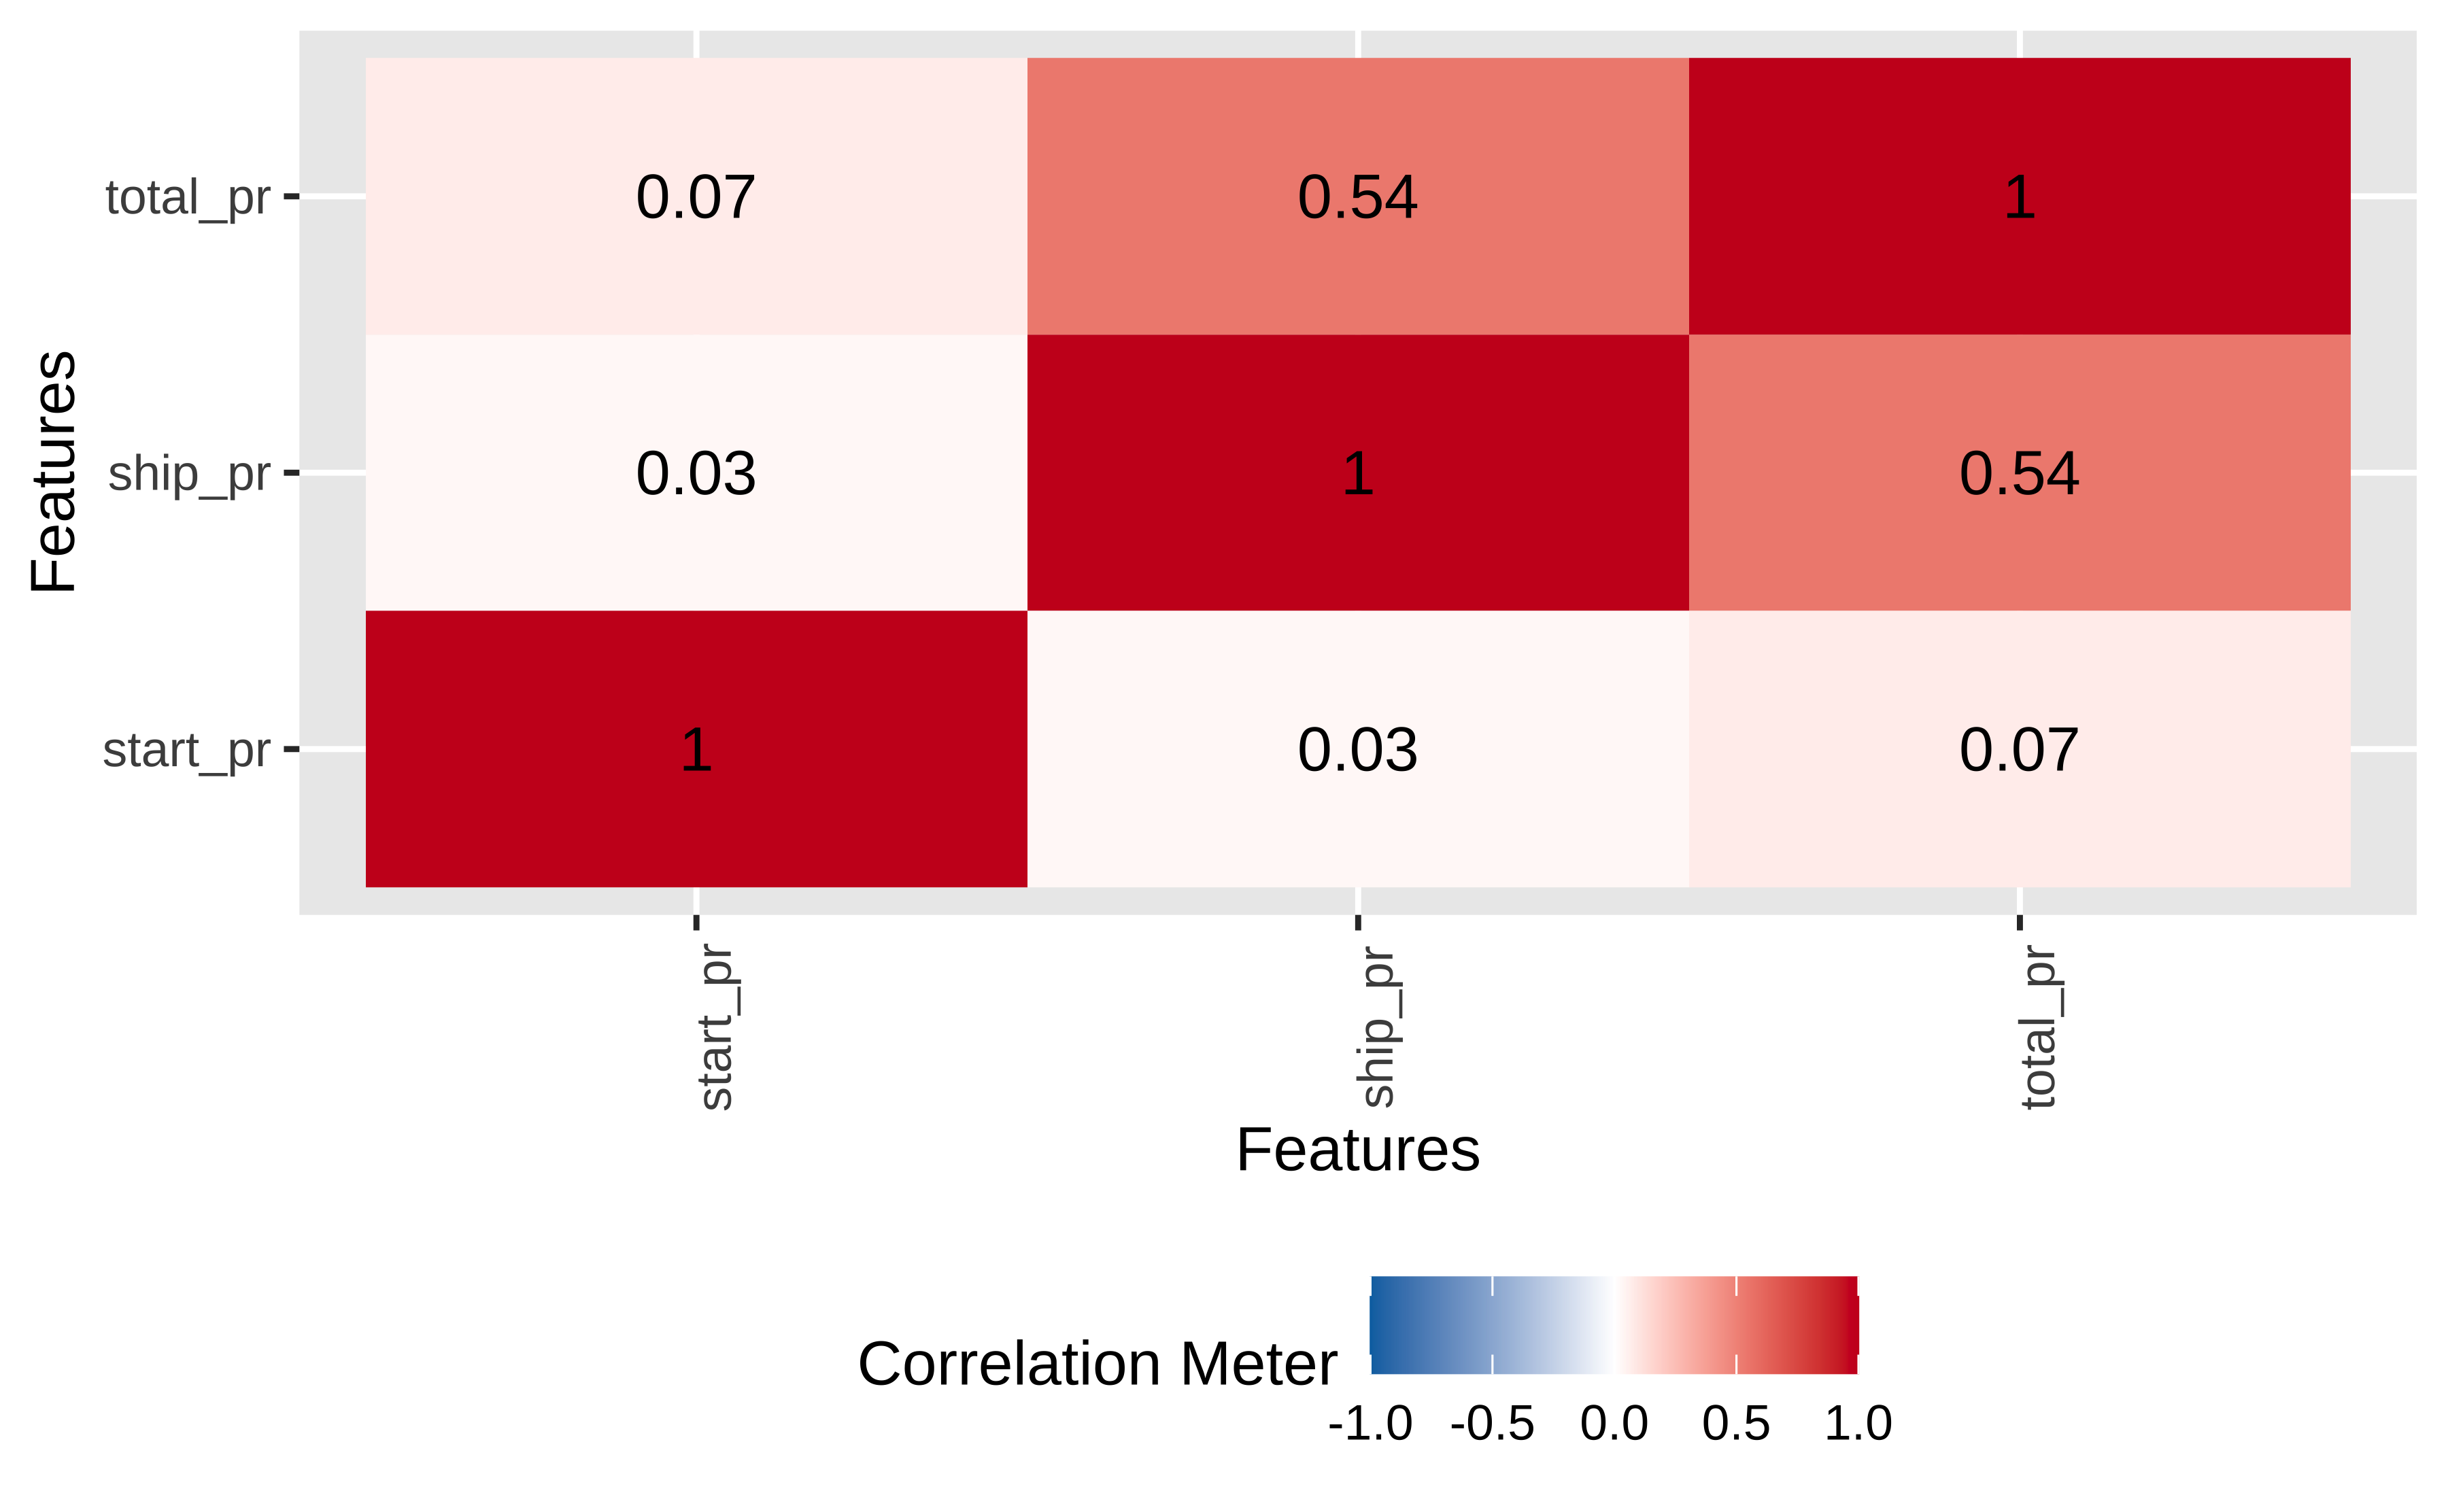 Features
total_pr
0.07 0.54 1
ship_pr
0.03 1 0.54
start_pr
1 0.03 0.07
start_pr ship_pr total_pr
Features
Correlation Meter
-1.0 -0.5 0.0 0.5 1.0